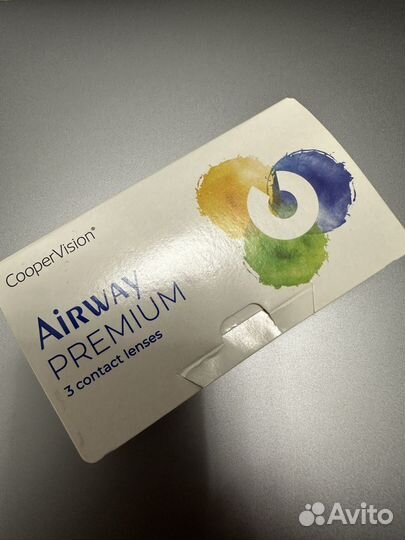 CooperVision®
AiRWAY
PREMIUM
3 contact lenses
Avito